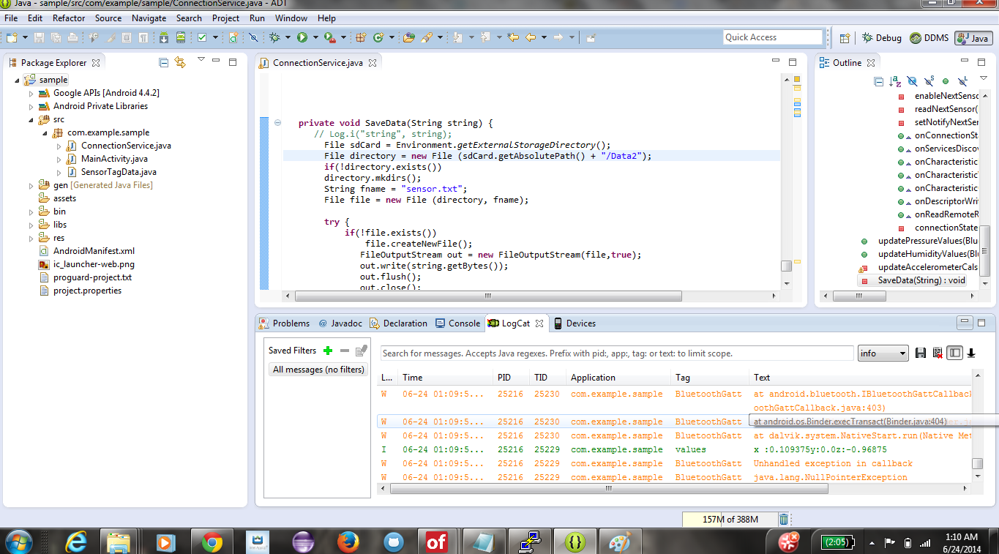 Java - sample/src/com/example/sample/ConnectionService.java - ADT
File Edit Refactor Source Navigate Search Project Run Window Help
Quick Access
Debug DDMS Java
Package Explorer
sample
Google APIs [Android 4.4.2]
Android Private Libraries
src
com.example.sample
ConnectionService.java
MainActivity.java
SensorTagData.java
gen [Generated Java Files]
assets
bin
libs
res
AndroidManifest.xml
ic_launcher-web.png
proguard-project.txt
project.properties
ConnectionService.java
private void SaveData(String string) {
// Log.i("string", string);
File sdCard = Environment.getExternalStorageDirectory();
File directory = new File (sdCard.getAbsolutePath() + "/Data2");
if(!directory.exists())
directory.mkdirs();
String fname = "sensor.txt";
File file = new File (directory, fname);
try {
if(!file.exists())
file.createNewFile();
FileOutputStream out = new FileOutputStream(file,true);
out.write(string.getBytes());
out.flush();
out.close();
Outline
enableNextSenso
readNextSensor(
setNotifyNextSer
onConnectionSta
onServicesDiscov
onCharacteristic
onCharacteristic
onCharacteristic
onDescriptorWri
onReadRemoteR
connectionState
updatePressureValues(Blu
updateHumidityValues(Blu
updateAccelerometerCals
SaveData(String) : void
Problems @ Javadoc Declaration Console LogCat Devices
Saved Filters
All messages (no filters)
Search for messages. Accepts Java regexes. Prefix with pid:, app:, tag: or text: to limit scope.
info
L... Time PID TID Application Tag Text
W 06-24 01:09:5... 25216 25230 com.example.sample BluetoothGatt at android.bluetooth.IBluetoothGattCallback
oothGattCallback.java:403)
W 06-24 01:09:5... 25216 25230 com.example.sample BluetoothGatt at android.os.Binder.execTransact(Binder.java:404)
W 06-24 01:09:5... 25216 25230 com.example.sample BluetoothGatt at dalvik.system.NativeStart.run(Native Met
I 06-24 01:09:5... 25216 25229 com.example.sample values x :0.109375y:0.0z:-0.96875
W 06-24 01:09:5... 25216 25229 com.example.sample BluetoothGatt Unhandled exception in callback
W 06-24 01:09:5... 25216 25229 com.example.sample BluetoothGatt java.lang.NullPointerException
157M of 388M
of
{}
(2:05)
1:10 AM
6/24/2014